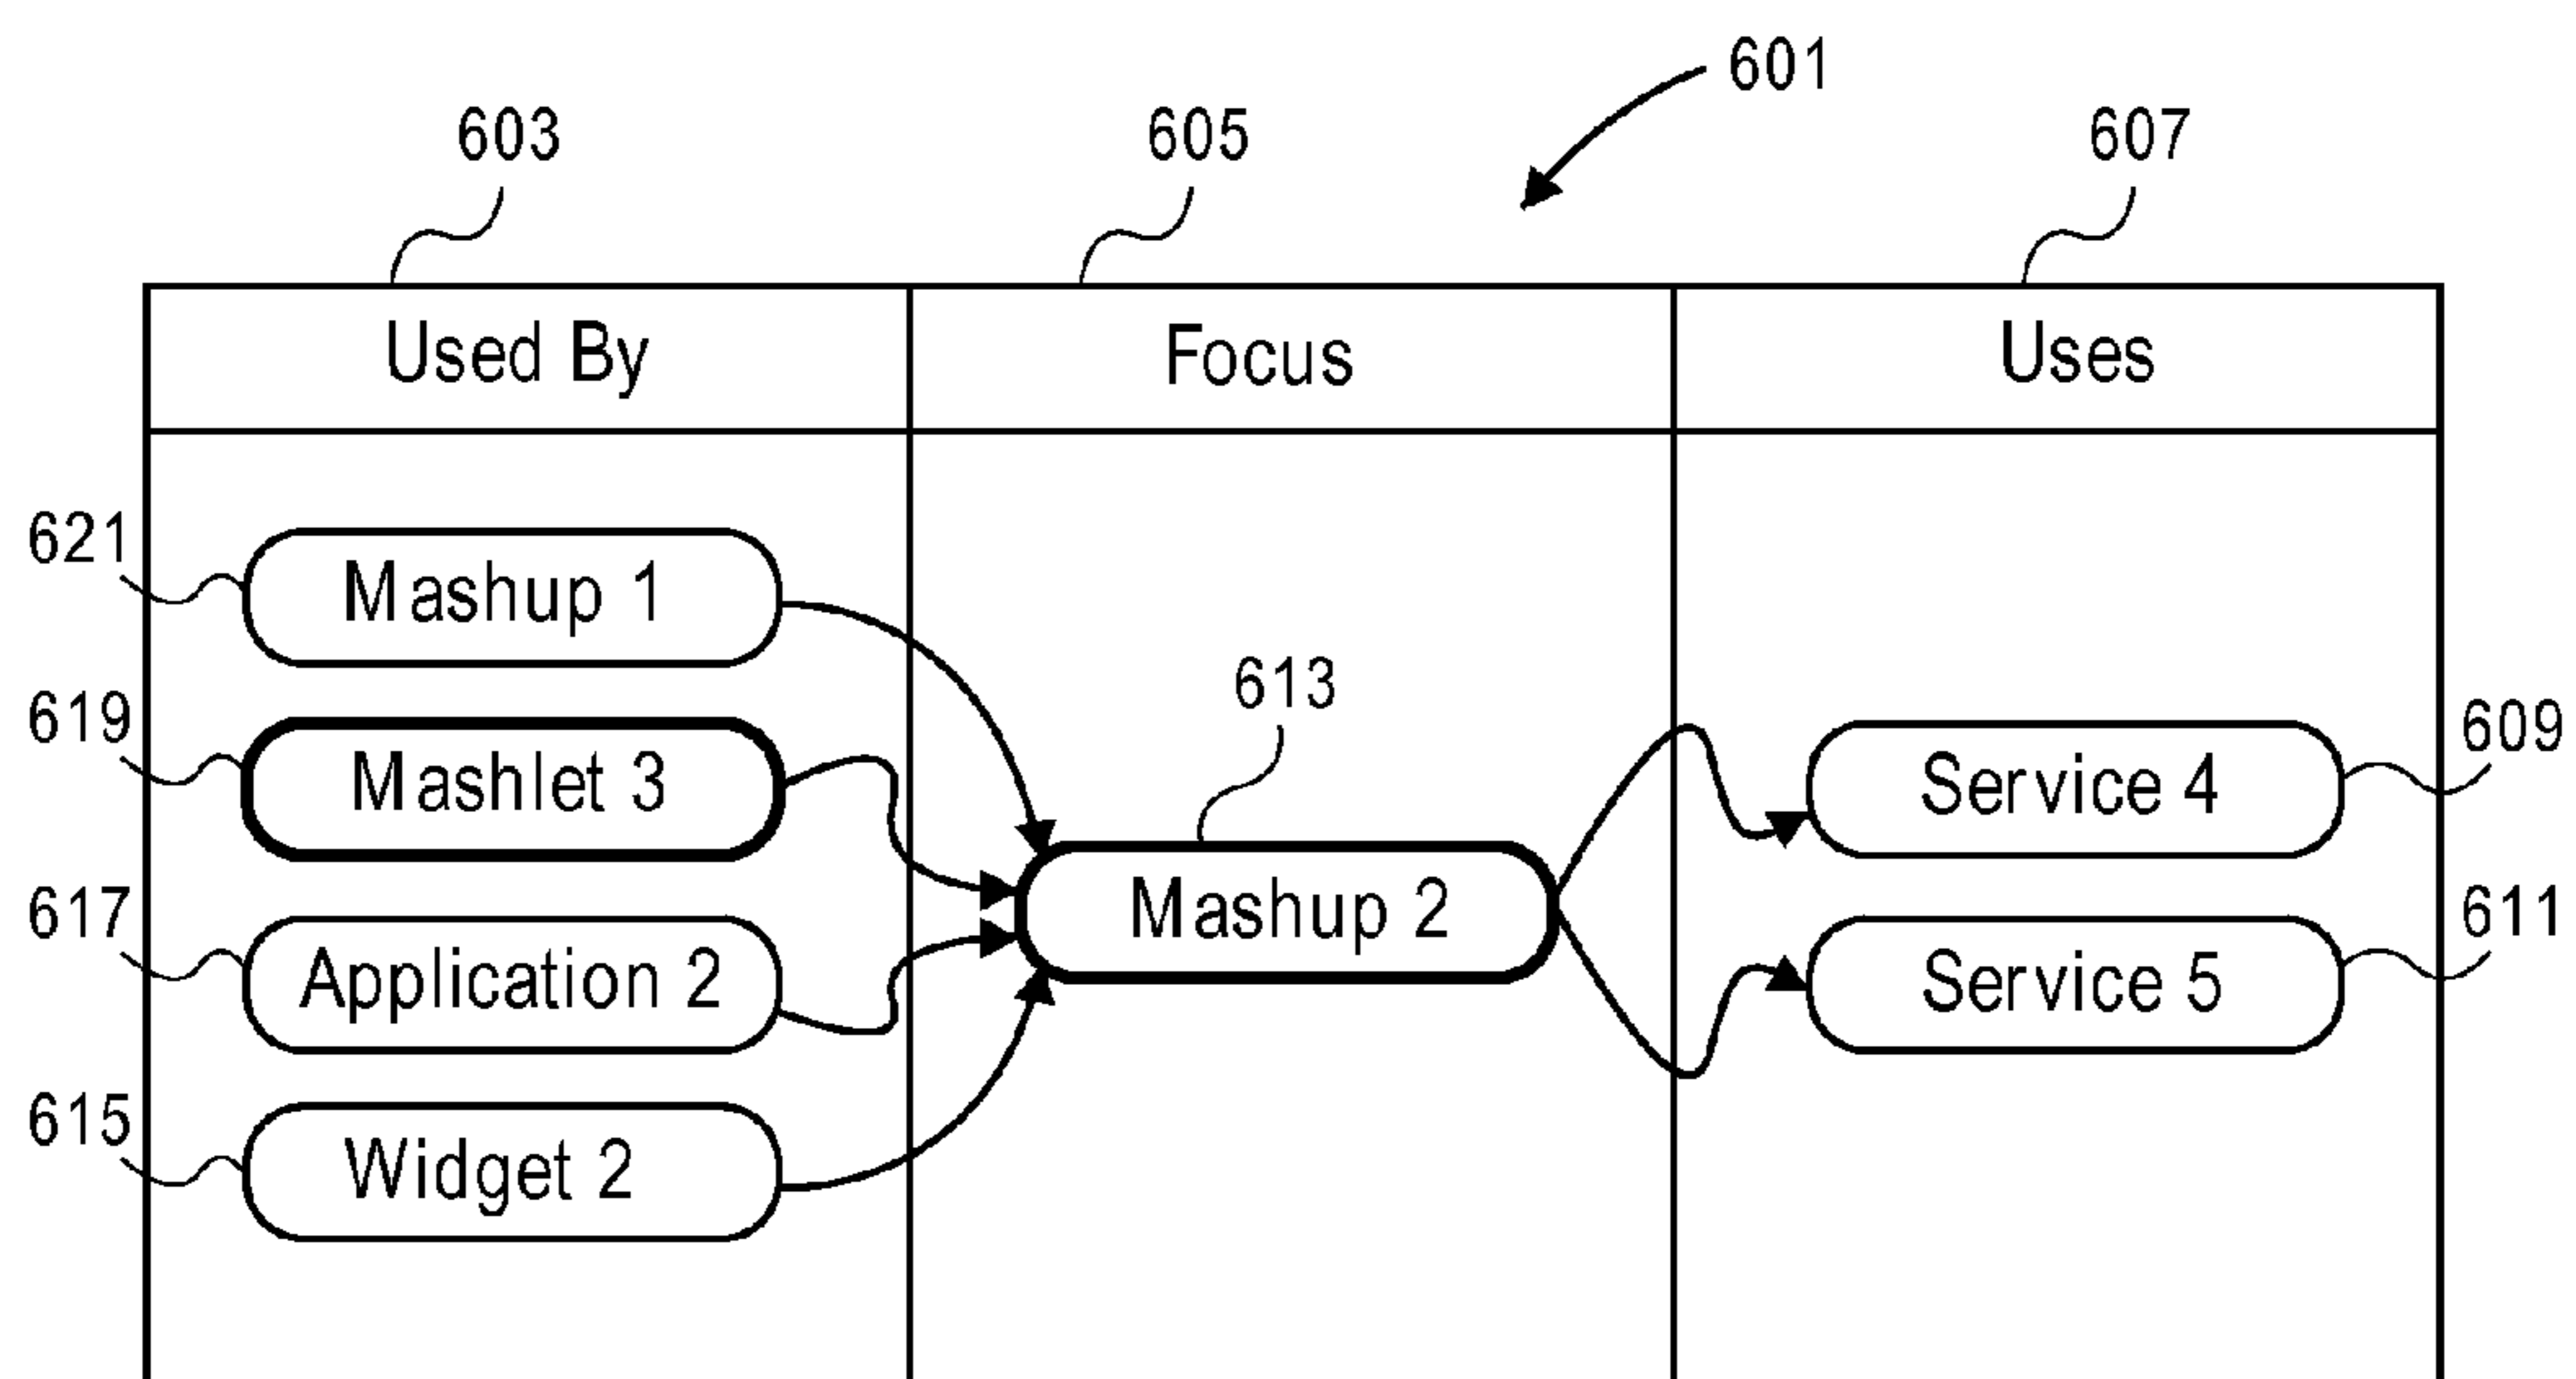 601
603 605 607
Used By Focus Uses
621 Mashup 1
613
619 Mashlet 3 Service 4 609
Mashup 2
617 Application 2 Service 5 611
615 Widget 2